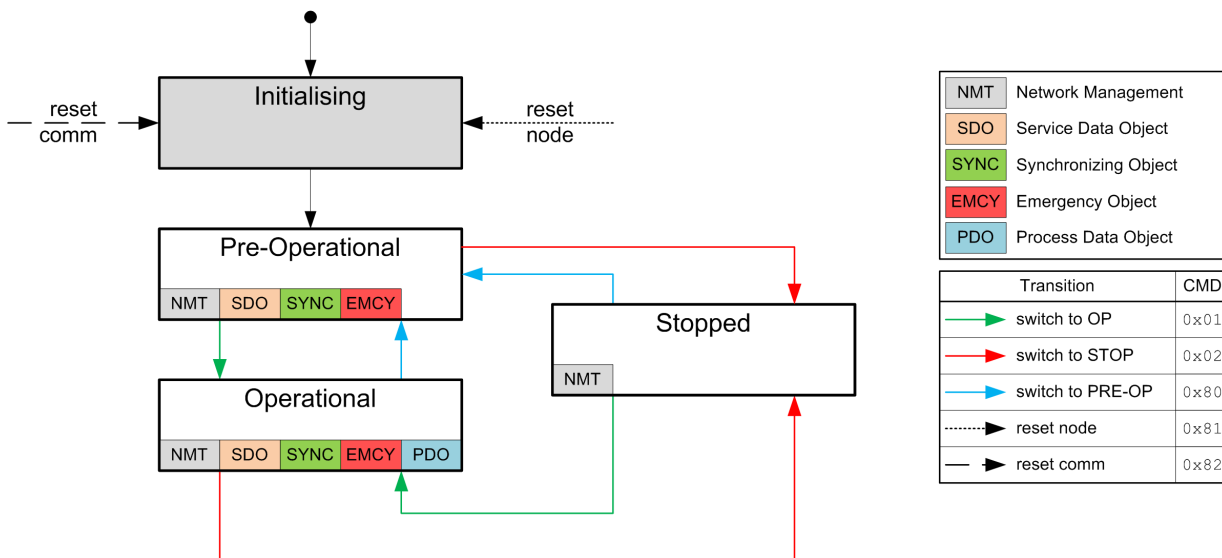 Initialising
reset
comm
reset
node
Pre-Operational
NMT SDO SYNC EMCY
Stopped
NMT
Operational
NMT SDO SYNC EMCY PDO
NMT Network Management
SDO Service Data Object
SYNC Synchronizing Object
EMCY Emergency Object
PDO Process Data Object
Transition CMD
switch to OP 0x01
switch to STOP 0x02
switch to PRE-OP 0x80
reset node 0x81
reset comm 0x82